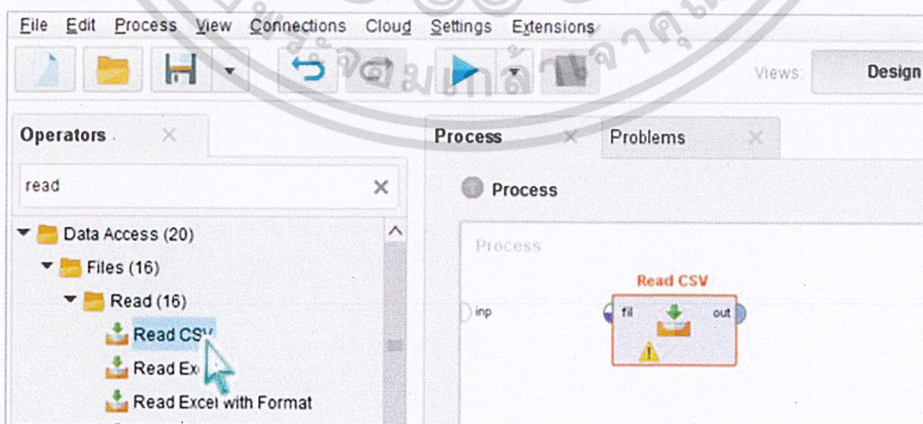 File Edit Process View Connections Cloud Settings Extensions
Views: Design
Operators
Process
Problems
read
Process
Data Access (20)
Files (16)
Read (16)
Read CSV
Read Ex
Read Excel with Format
Process
Read CSV
inp
fil
out